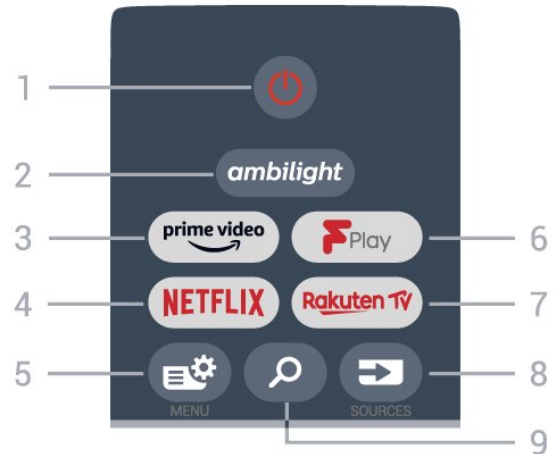 1
2 ambilight
3 prime video F Play 6
4 NETFLIX Rakuten TV 7
5 8
MENU SOURCES
9